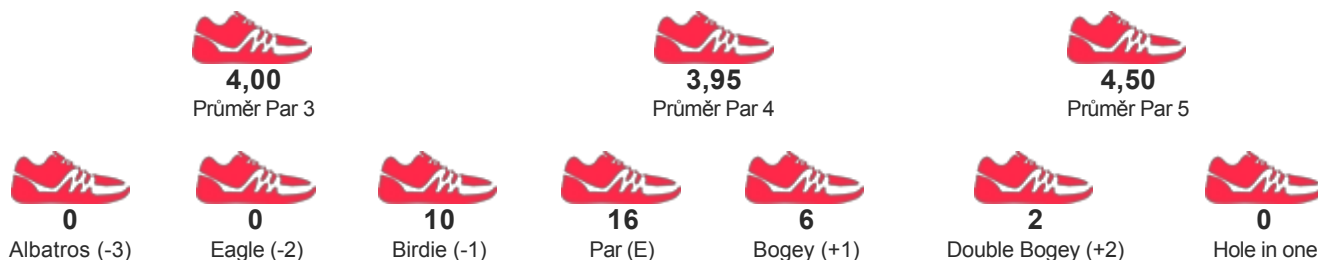 4,00 3,95 4,50
Průměr Par 3 Průměr Par 4 Průměr Par 5
0 0 10 16 6 2 0
Albatros (-3) Eagle (-2) Birdie (-1) Par (E) Bogey (+1) Double Bogey (+2) Hole in one